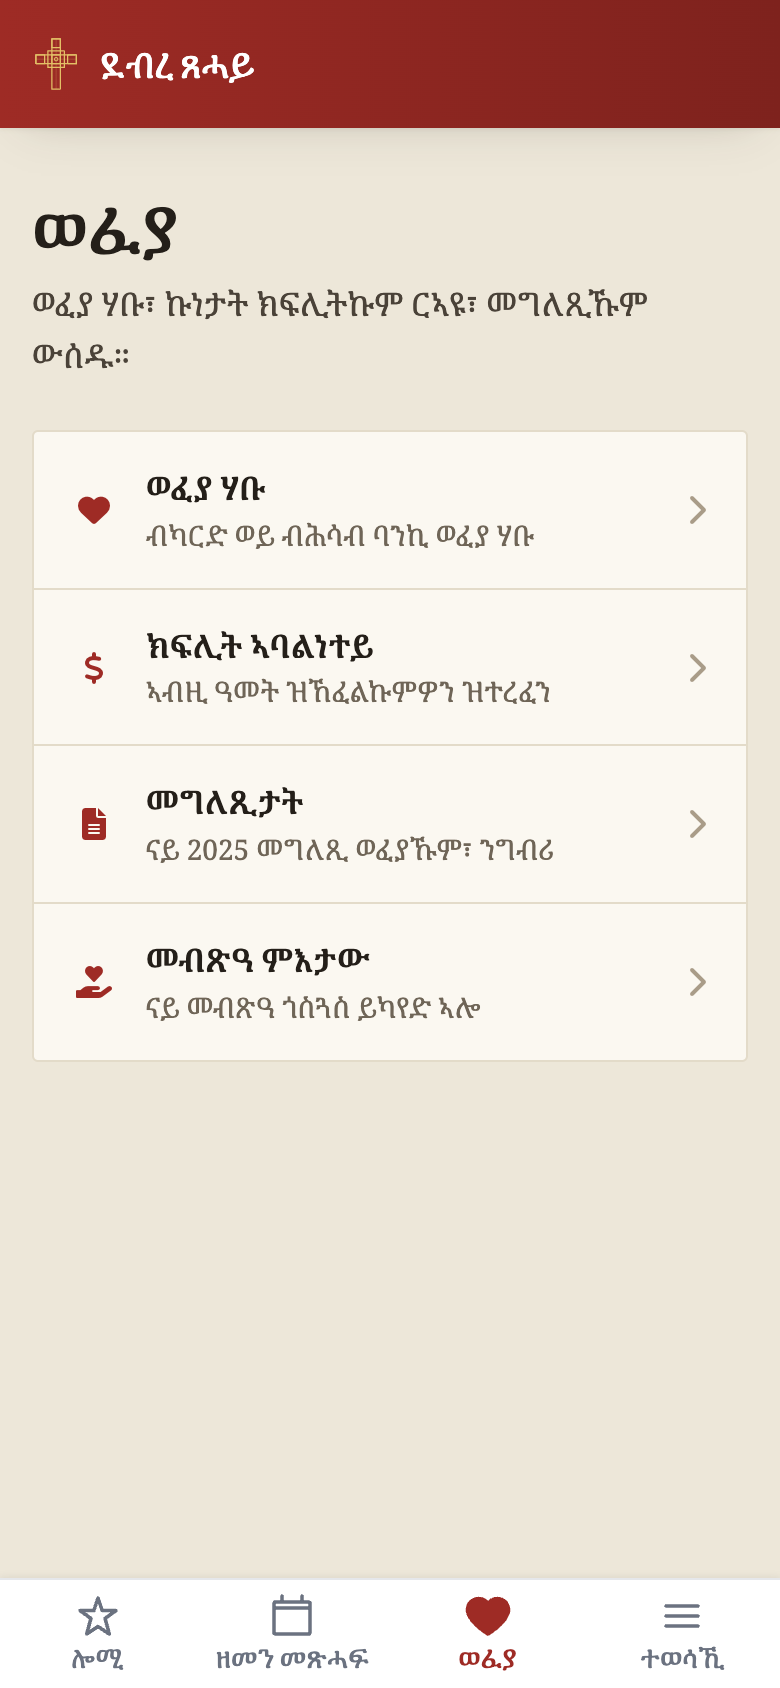 ደብረ ጸሓይ
ወፈያ
ወፈያ ሃቡ፣ ኩነታት ክፍሊትኩም ርኣዩ፣ መግለጺኹም
ውሰዱ።
ወፈያ ሃቡ
ብካርድ ወይ ብሕሳብ ባንኪ ወፈያ ሃቡ
ክፍሊት ኣባልነተይ
ኣብዚ ዓመት ዝኸፈልኩምዎን ዝተረፈን
መግለጺታት
ናይ 2025 መግለጺ ወፈያኹም፣ ንግብሪ
መብጽዓ ምእታው
ናይ መብጽዓ ጎስጓስ ይካየድ ኣሎ
ሎሚ
ዘመን መጽሓፍ
ወፈያ
ተወሳኺ